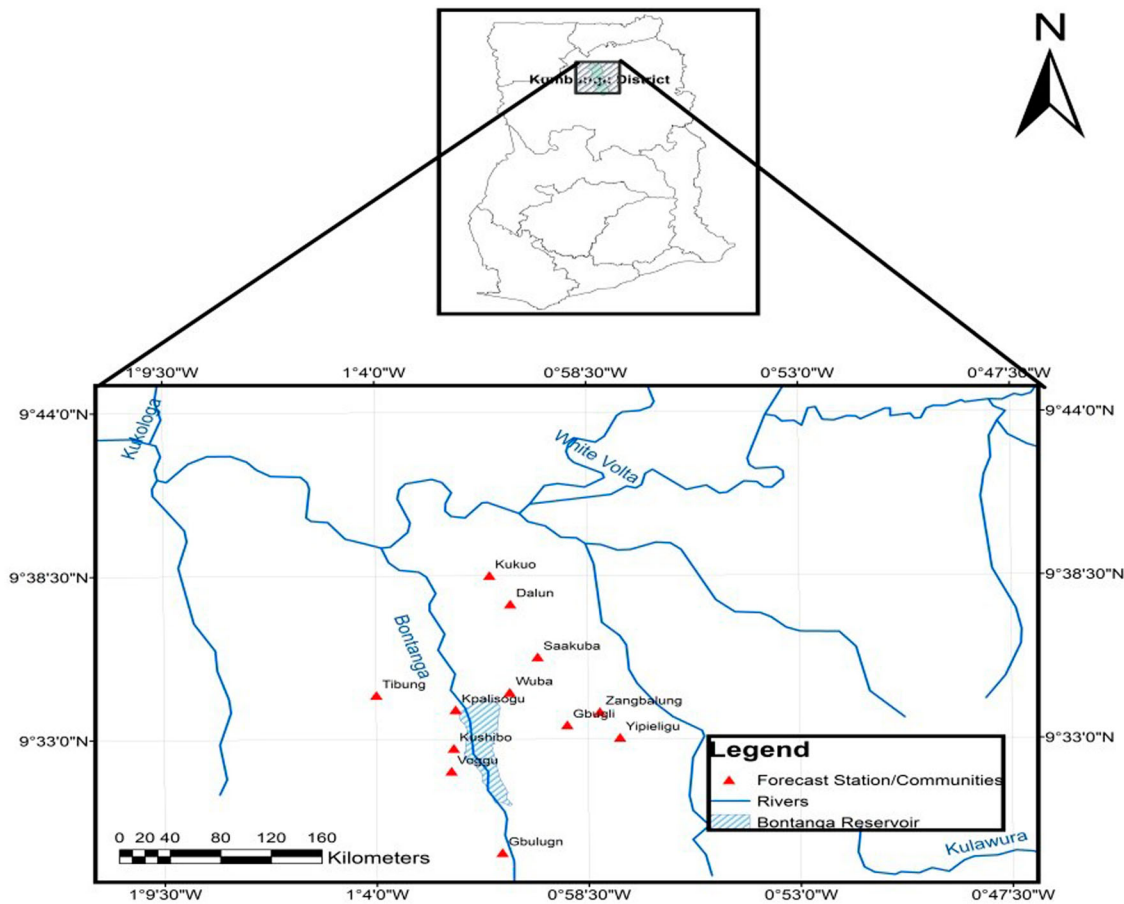 N
Kumbungu District
1°9'30"W 1°4'0"W 0°58'30"W 0°53'0"W 0°47'30"W
9°44'0"N 9°44'0"N
Kukologa
White Volta
9°38'30"N 9°38'30"N
Kukuo
Dalun
Bontanga
Saakuba
Tibung
Wuba
Kpalisogu
Zangbalung
Gbugli
Yipieligu
9°33'0"N 9°33'0"N
Kushibo
Voggu
Legend
Forecast Station/Communities
Rivers
Bontanga Reservoir
0 20 40 80 120 160
Kilometers
Gbulugn
Kulawura
1°9'30"W 1°4'0"W 0°58'30"W 0°53'0"W 0°47'30"W